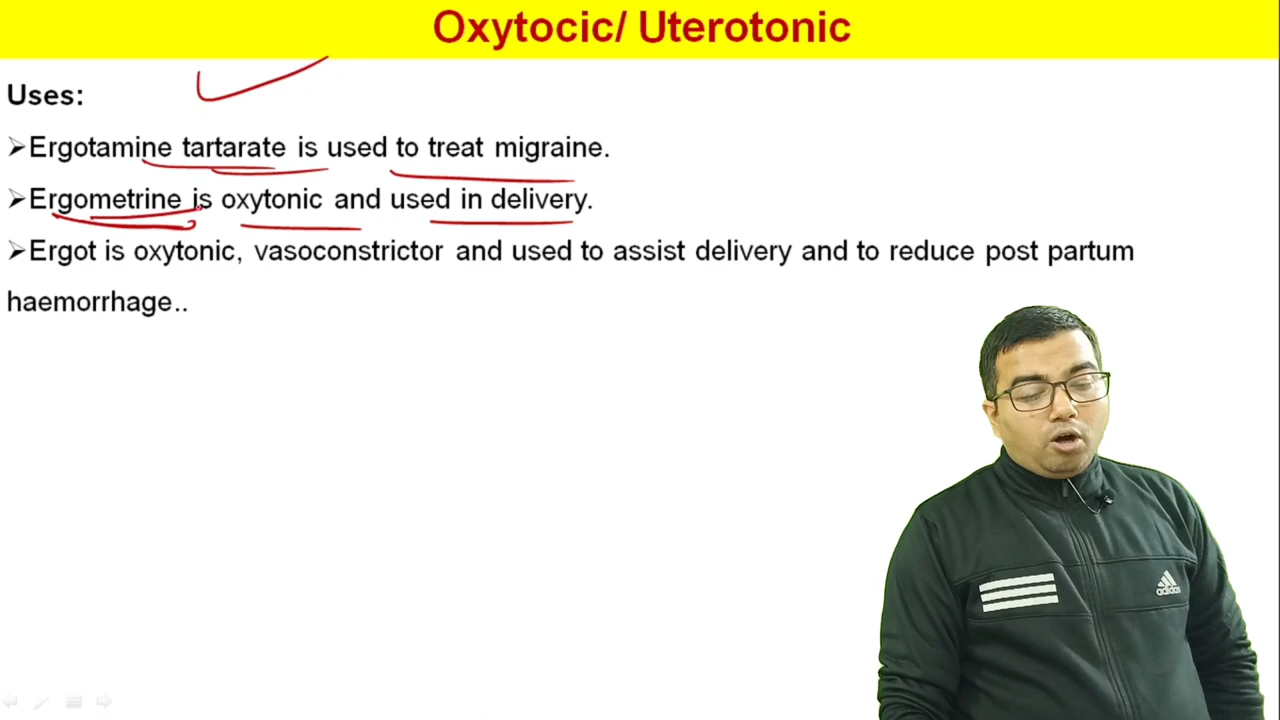 Oxytocic/ Uterotonic
Uses:
➢Ergotamine tartarate is used to treat migraine.
➢Ergometrine is oxytonic and used in delivery.
➢Ergot is oxytonic, vasoconstrictor and used to assist delivery and to reduce post partum
haemorrhage..
adidas